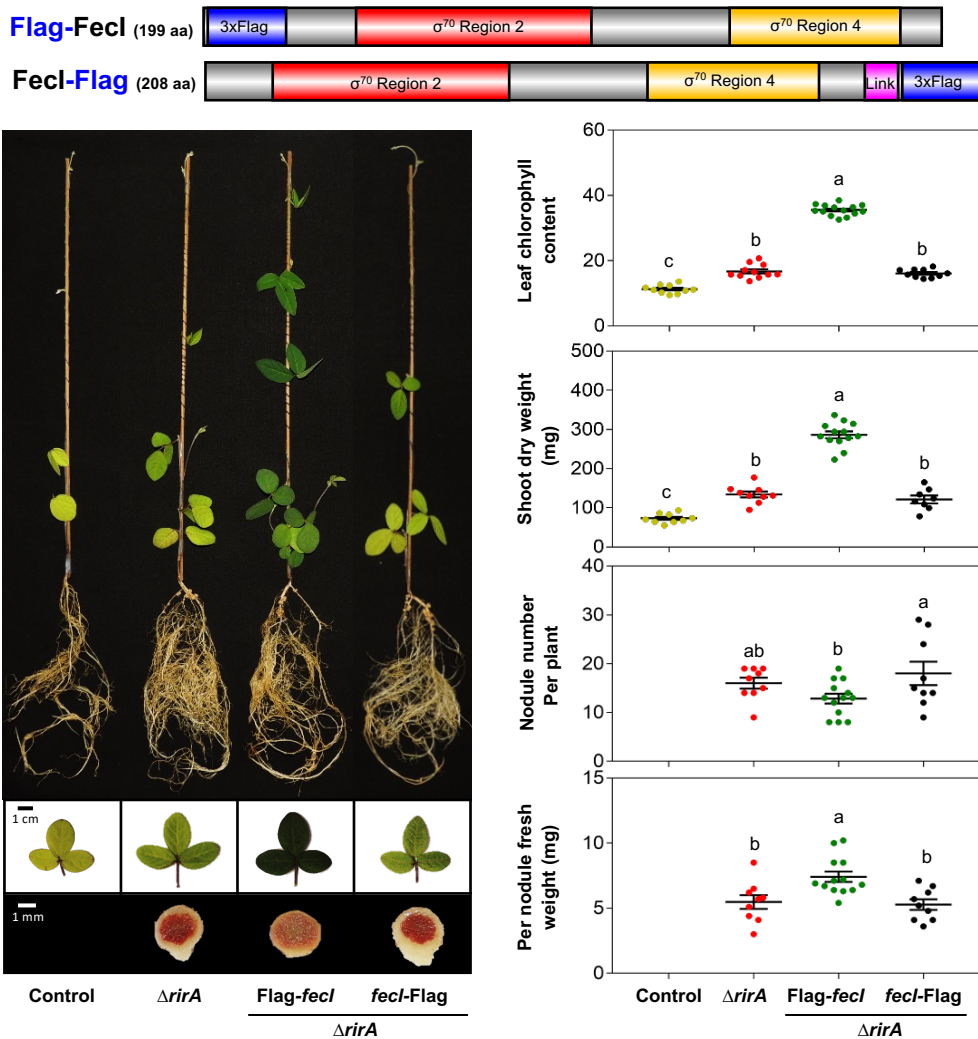 Flag-FecI (199 aa) 3xFlag σ⁷⁰ Region 2 σ⁷⁰ Region 4
FecI-Flag (208 aa) σ⁷⁰ Region 2 σ⁷⁰ Region 4 Link 3xFlag
1 cm
1 mm
Control ΔrirA Flag-fecI fecI-Flag
ΔrirA
Leaf chlorophyll
content
60
40
20
0
c b a b
Shoot dry weight
(mg)
500
400
300
200
100
0
c b a b
Nodule number
Per plant
40
30
20
10
0
ab b a
Per nodule fresh
weight (mg)
15
10
5
0
b a b
Control ΔrirA Flag-fecI fecI-Flag
ΔrirA